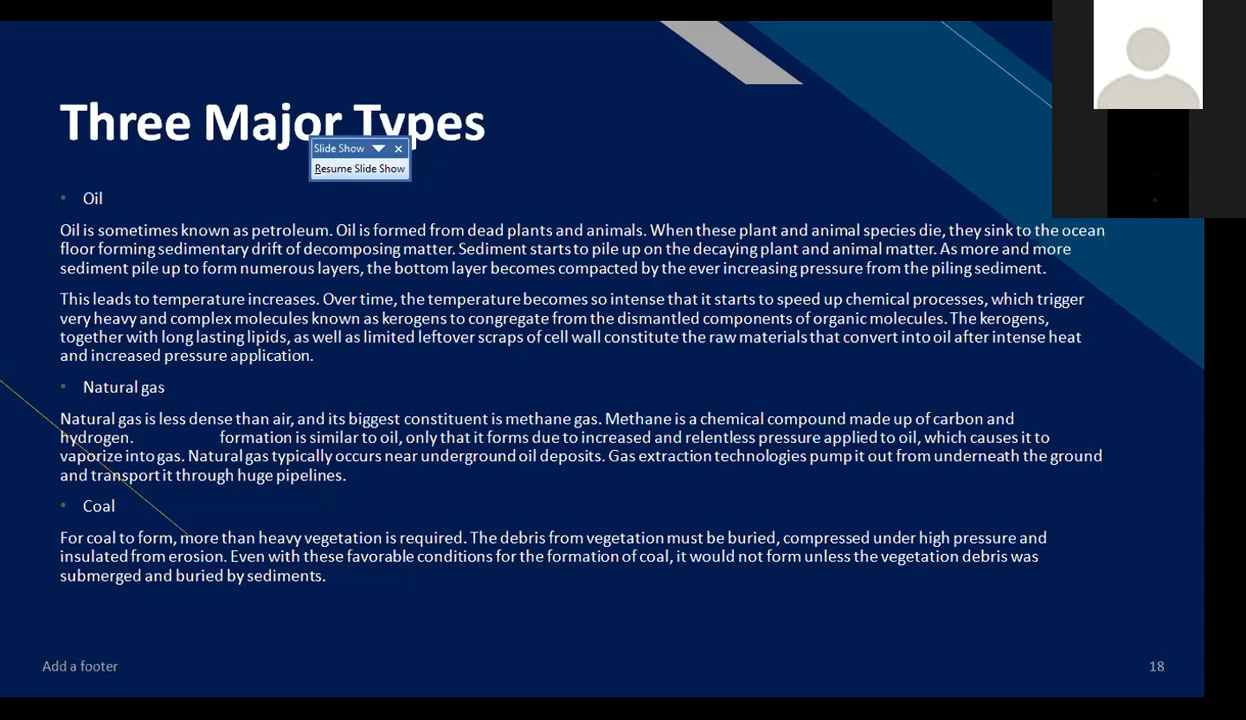 Three Major Types
Slide Show
Resume Slide Show
• Oil
Oil is sometimes known as petroleum. Oil is formed from dead plants and animals. When these plant and animal species die, they sink to the ocean
floor forming sedimentary drift of decomposing matter. Sediment starts to pile up on the decaying plant and animal matter. As more and more
sediment pile up to form numerous layers, the bottom layer becomes compacted by the ever increasing pressure from the piling sediment.
This leads to temperature increases. Over time, the temperature becomes so intense that it starts to speed up chemical processes, which trigger
very heavy and complex molecules known as kerogens to congregate from the dismantled components of organic molecules. The kerogens,
together with long lasting lipids, as well as limited leftover scraps of cell wall constitute the raw materials that convert into oil after intense heat
and increased pressure application.
• Natural gas
Natural gas is less dense than air, and its biggest constituent is methane gas. Methane is a chemical compound made up of carbon and
hydrogen. formation is similar to oil, only that it forms due to increased and relentless pressure applied to oil, which causes it to
vaporize into gas. Natural gas typically occurs near underground oil deposits. Gas extraction technologies pump it out from underneath the ground
and transport it through huge pipelines.
• Coal
For coal to form, more than heavy vegetation is required. The debris from vegetation must be buried, compressed under high pressure and
insulated from erosion. Even with these favorable conditions for the formation of coal, it would not form unless the vegetation debris was
submerged and buried by sediments.
Add a footer
18